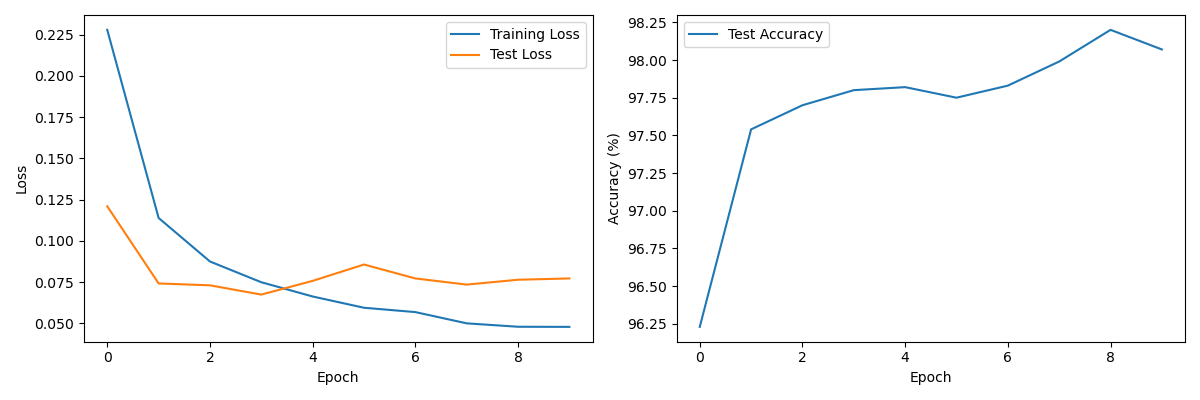 Training Loss
Test Loss
0.225
0.200
0.175
0.150
0.125
0.100
0.075
0.050
Loss
0 2 4 6 8
Epoch
Test Accuracy
98.25
98.00
97.75
97.50
97.25
97.00
96.75
96.50
96.25
Accuracy (%)
0 2 4 6 8
Epoch